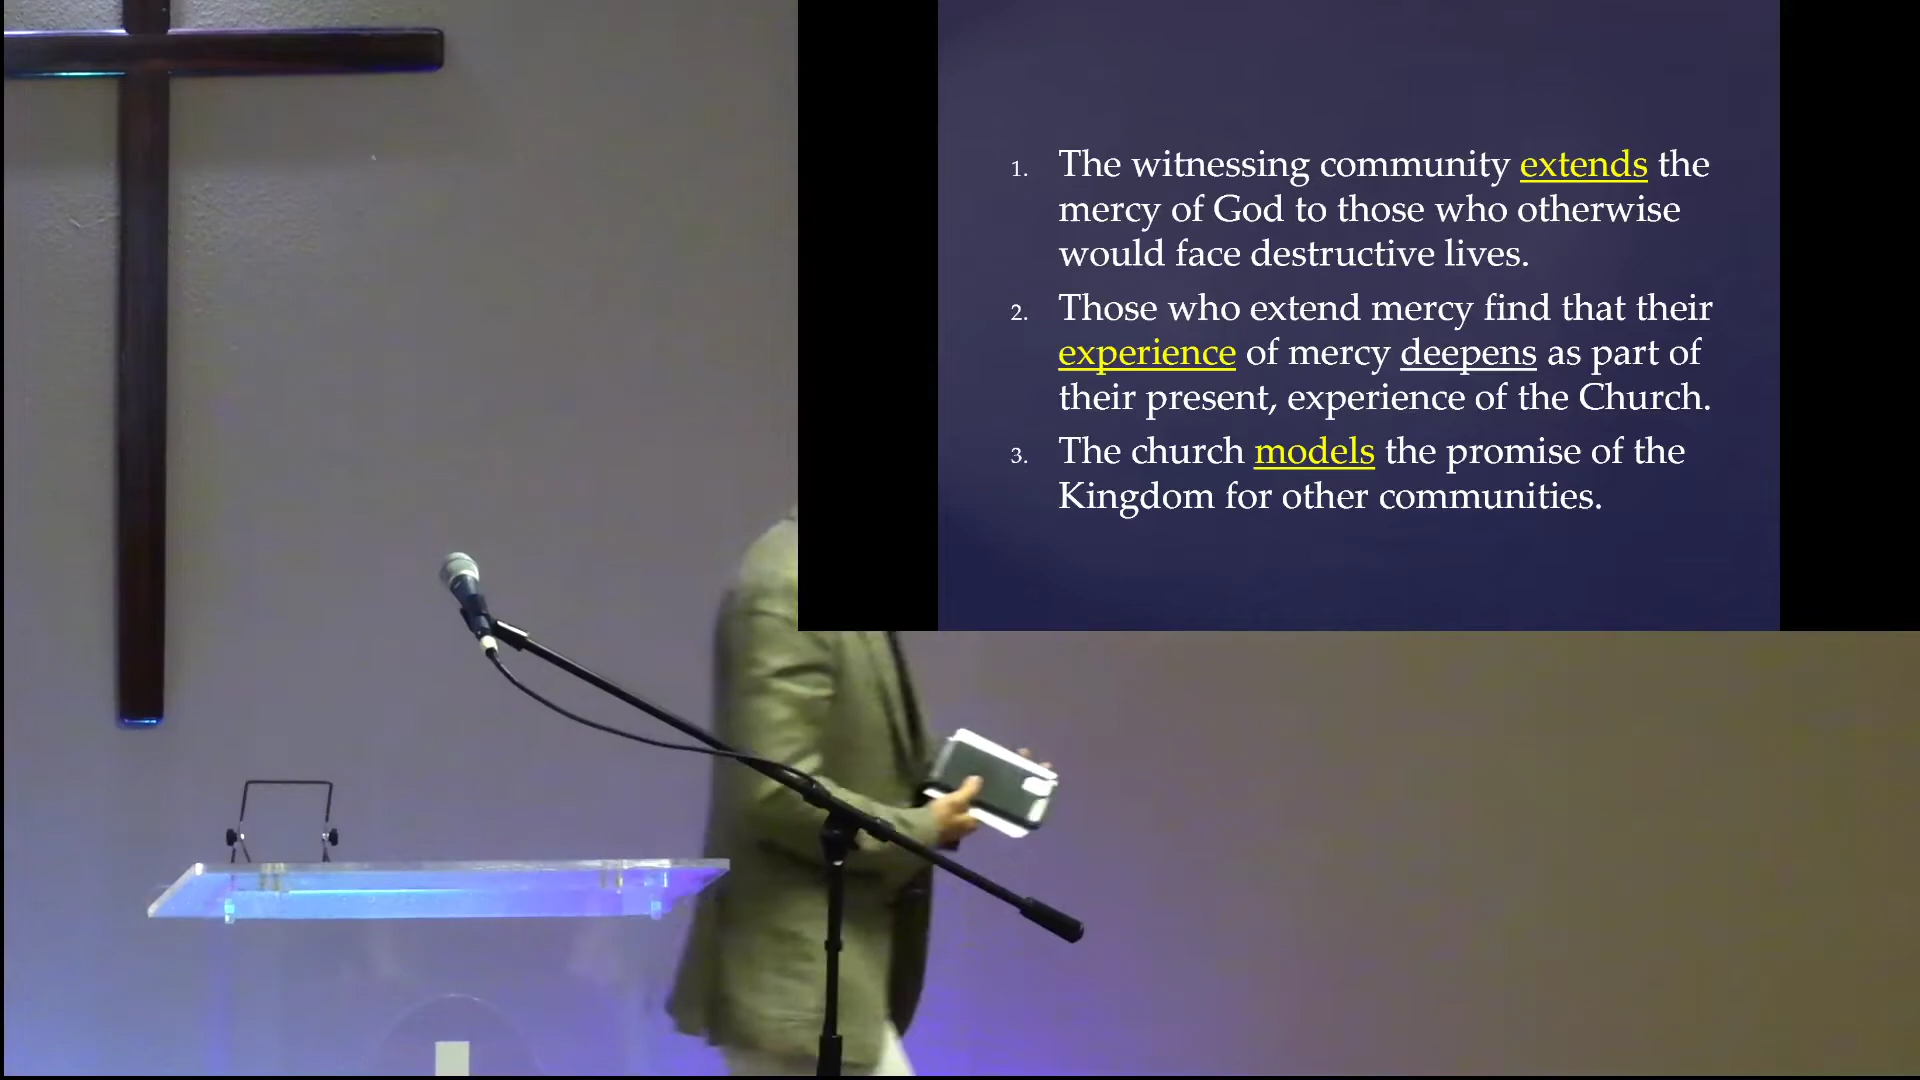 1. The witnessing community extends the
mercy of God to those who otherwise
would face destructive lives.
2. Those who extend mercy find that their
experience of mercy deepens as part of
their present, experience of the Church.
3. The church models the promise of the
Kingdom for other communities.